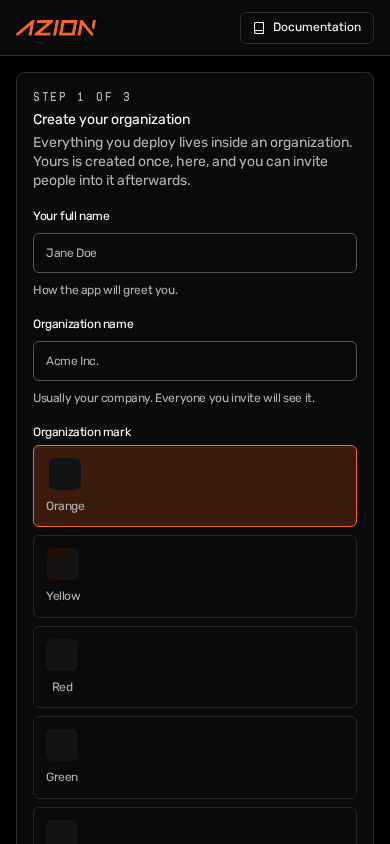 AZION
Documentation
STEP 1 OF 3
Create your organization
Everything you deploy lives inside an organization.
Yours is created once, here, and you can invite
people into it afterwards.
Your full name
Jane Doe
How the app will greet you.
Organization name
Acme Inc.
Usually your company. Everyone you invite will see it.
Organization mark
Orange
Yellow
Red
Green